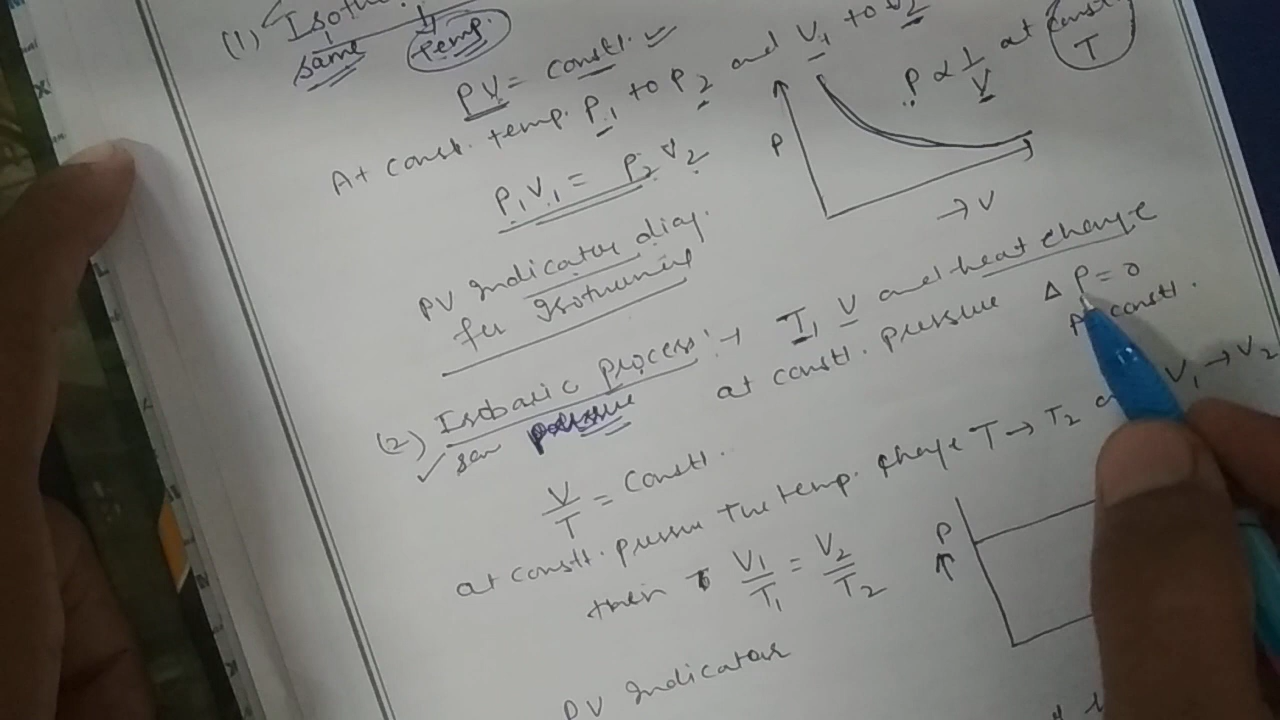 (1) Isothe
same temp.
PV = constt.
At const. temp. P1 to P2 and V1 to V2
P ∝ 1/V at const. T
P1V1 = P2V2
P
→ V
PV Indicator diag.
for Isothermal
(2) Isobaric process :→ T, V and heat change
same pressure at constt. pressure ΔP = 0
P constt.
V/T = constt.
at constt. pressure the temp. change T → T2 V1 → V2
then V1/T1 = V2/T2
P
PV Indicator